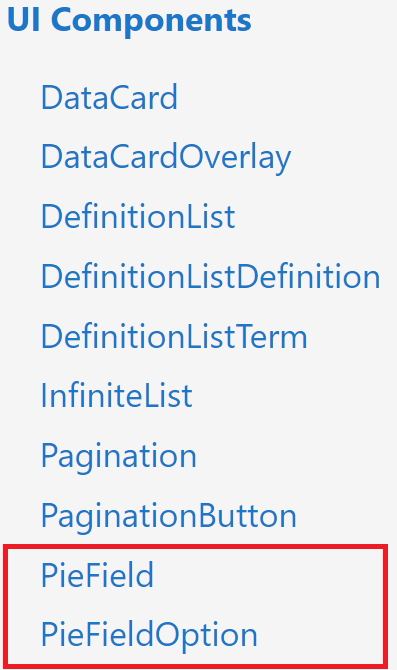 UI Components
DataCard
DataCardOverlay
DefinitionList
DefinitionListDefinition
DefinitionListTerm
InfiniteList
Pagination
PaginationButton
PieField
PieFieldOption